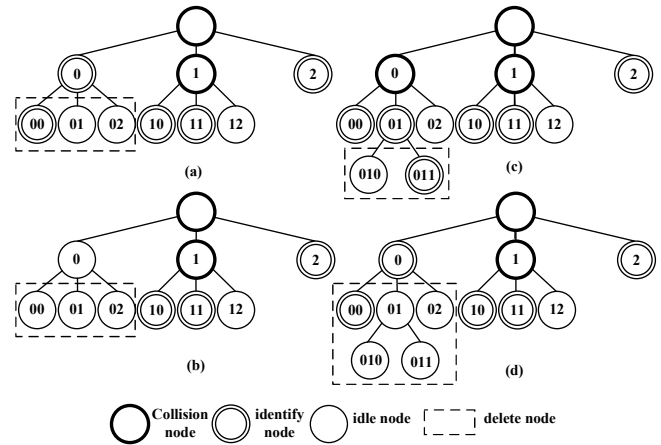 0 1 2
00 01 02 10 11 12
(a)
0 1 2
00 01 02 10 11 12
010 011
(c)
0 1 2
00 01 02 10 11 12
(b)
0 1 2
00 01 02 10 11 12
010 011
(d)
Collision node
identify node
idle node
delete node